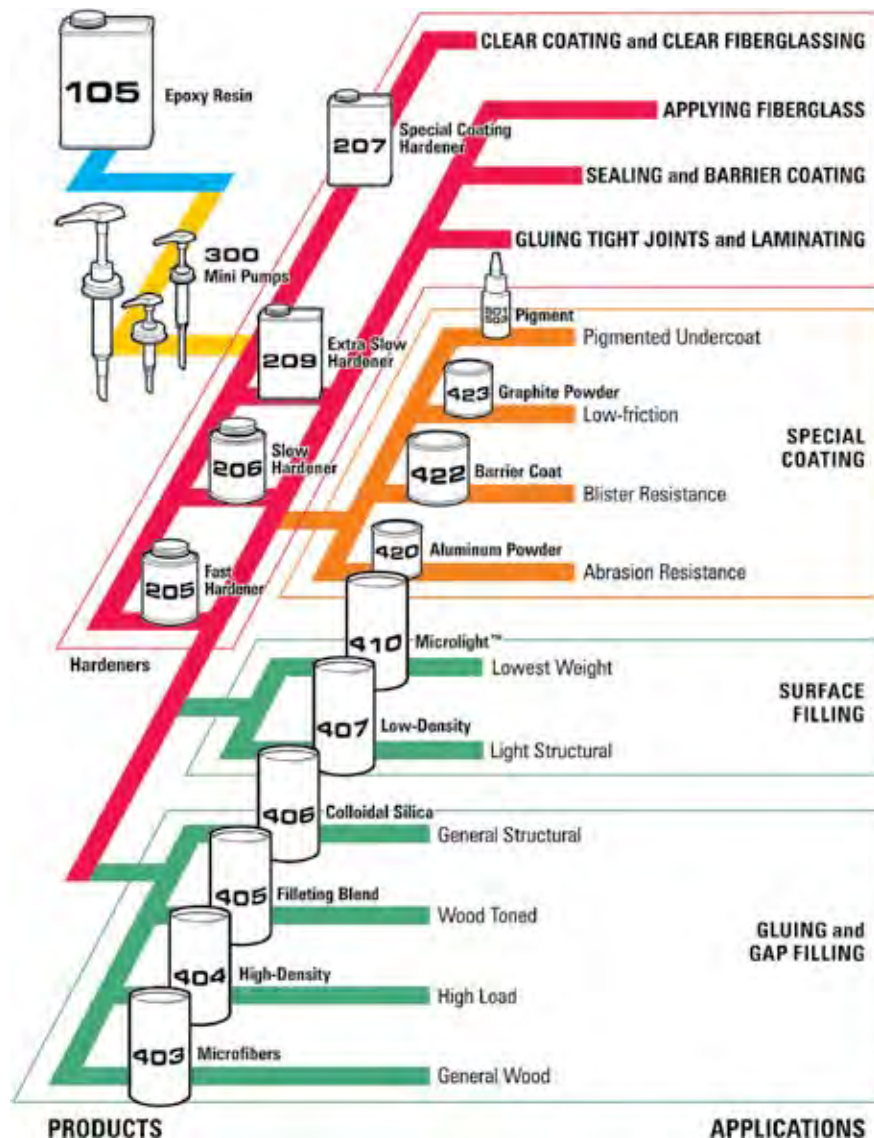 CLEAR COATING and CLEAR FIBERGLASSING
105
Epoxy Resin
207
Special Coating
Hardener
APPLYING FIBERGLASS
SEALING and BARRIER COATING
GLUING TIGHT JOINTS and LAMINATING
300
Mini Pumps
Pigment
Pigmented Undercoat
209
Extra Slow
Hardener
423
Graphite Powder
Low-friction
SPECIAL
COATING
206
Slow
Hardener
422
Barrier Coat
Blister Resistance
420
Aluminum Powder
Abrasion Resistance
205
Fast
Hardener
Hardeners
410
Microlight™
Lowest Weight
SURFACE
FILLING
407
Low-Density
Light Structural
406
Colloidal Silica
General Structural
405
Filleting Blend
Wood Toned
GLUING and
GAP FILLING
404
High-Density
High Load
403
Microfibers
General Wood
PRODUCTS
APPLICATIONS